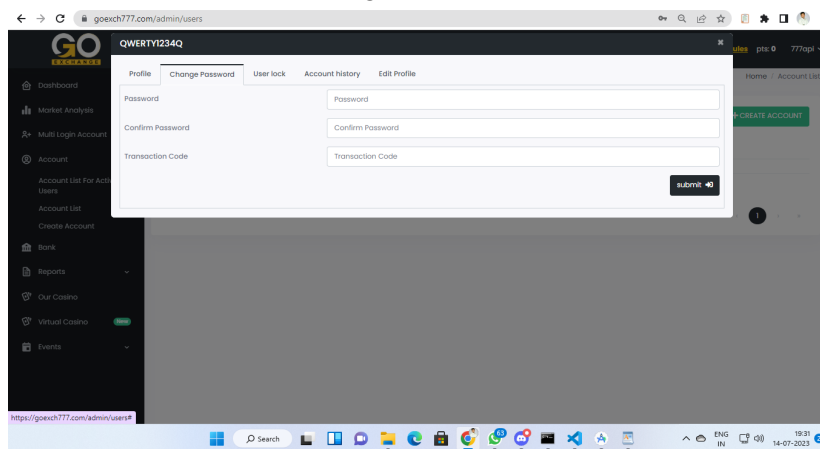 goexch777.com/admin/users
GO
EXCHANGE
QWERTY1234Q
ules pts: 0 777api
Profile Change Password User lock Account history Edit Profile
Home / Account List
Password Password
+CREATE ACCOUNT
Confirm Password Confirm Password
Transaction Code Transaction Code
submit
Dashboard
Market Analysis
Multi Login Account
Account
Account List For Acti
Users
Account List
Create Account
1
Bank
Reports
Our Casino
Virtual Casino New
Events
https://goexch777.com/admin/users#
Search
63
ENG
IN
19:31
14-07-2023